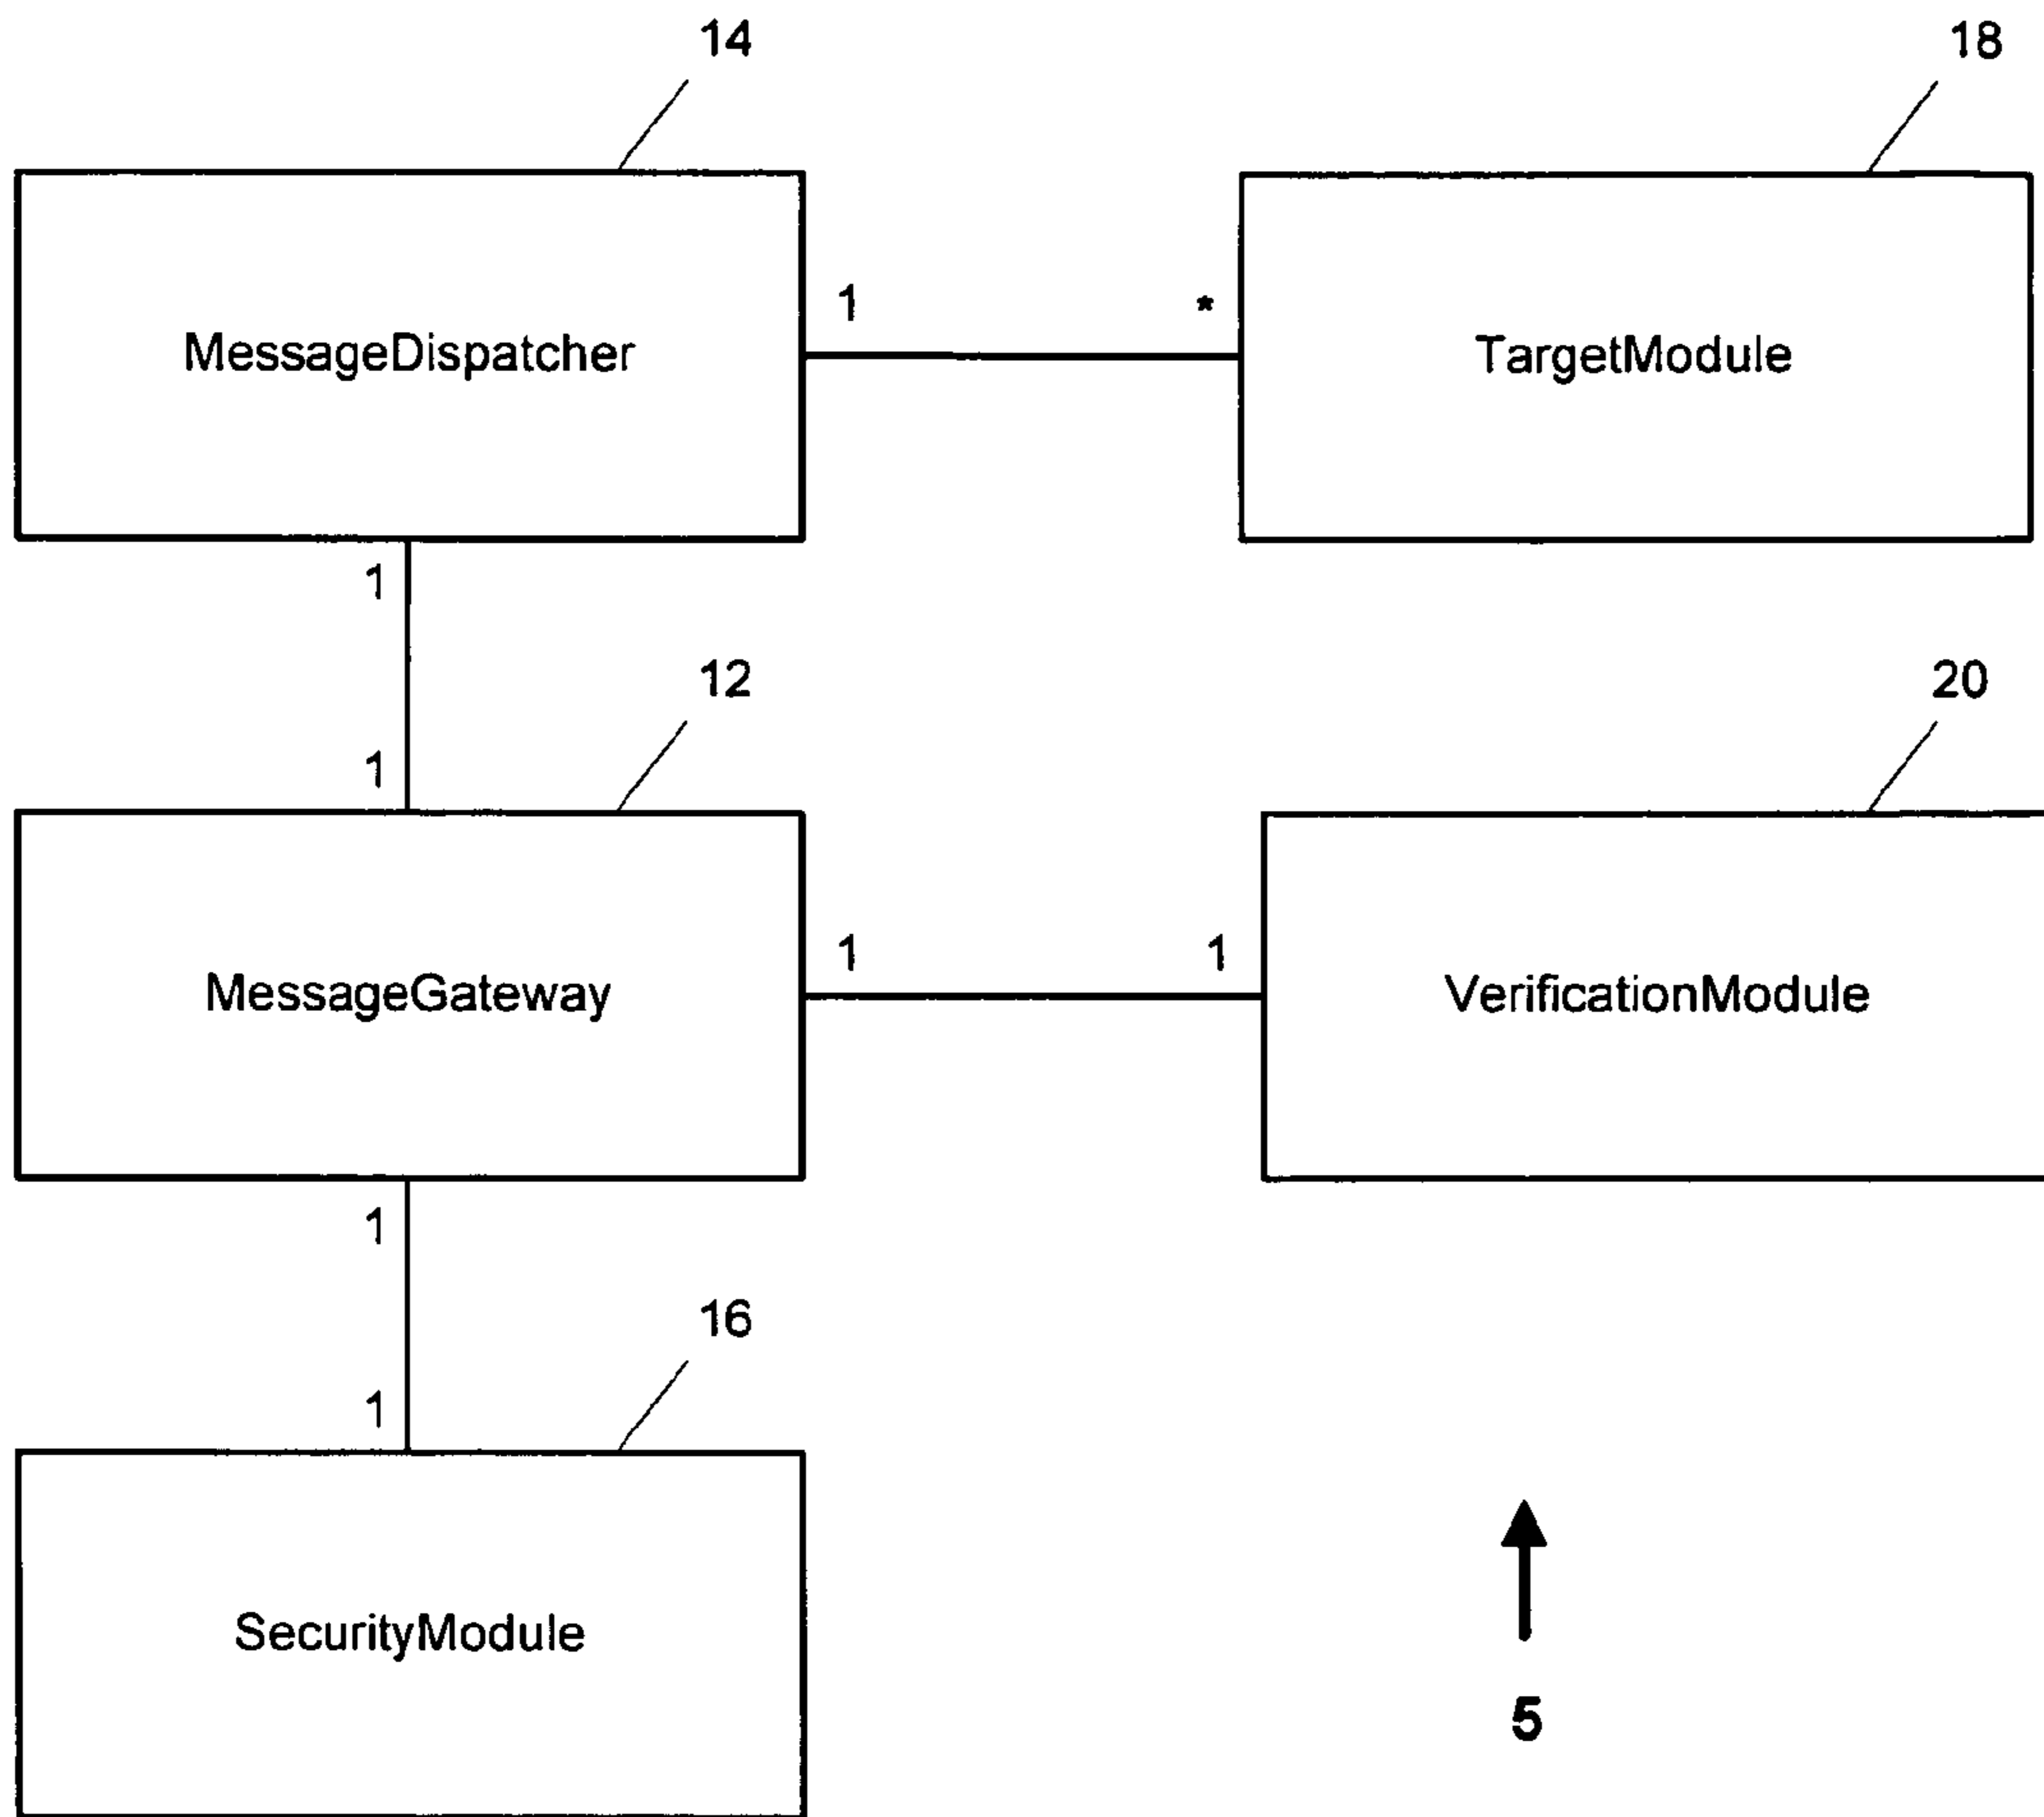 14
18
1
*
MessageDispatcher
TargetModule
1
12
20
1
1
1
MessageGateway
VerificationModule
1
16
1
SecurityModule
5